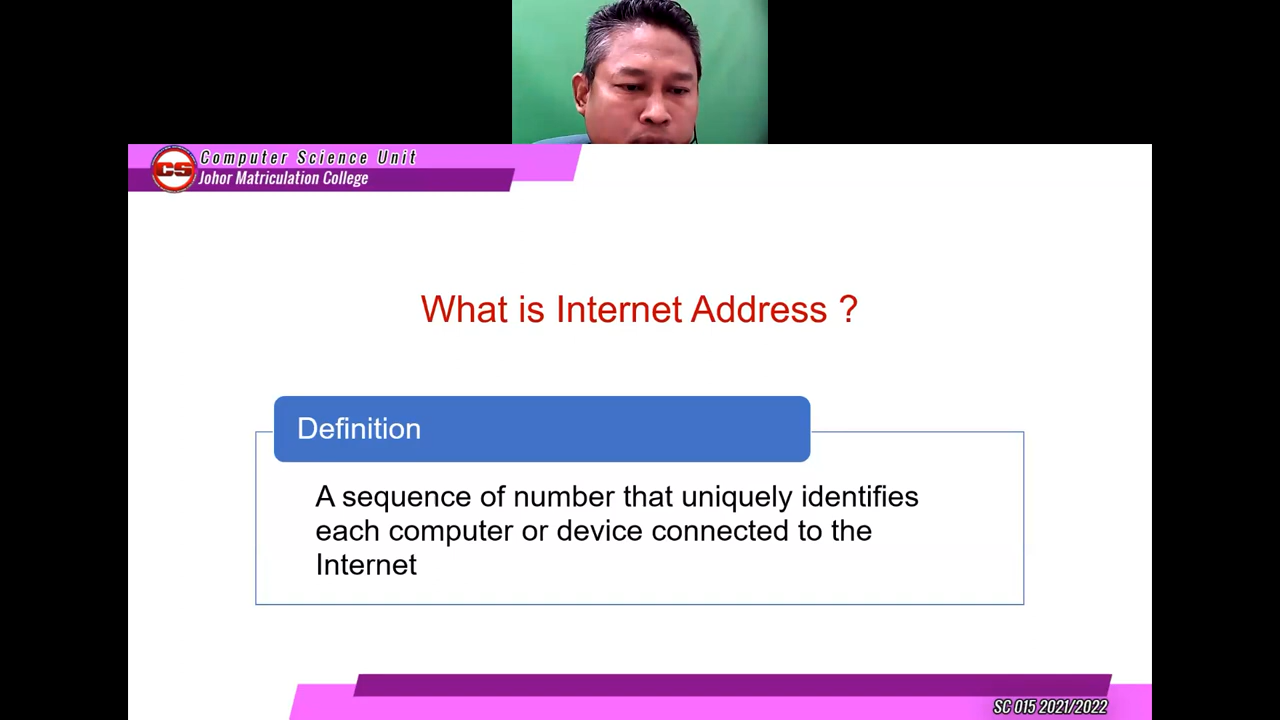 Computer Science Unit
CS
Johor Matriculation College
What is Internet Address ?
Definition
A sequence of number that uniquely identifies
each computer or device connected to the
Internet
SC 015 2021/2022